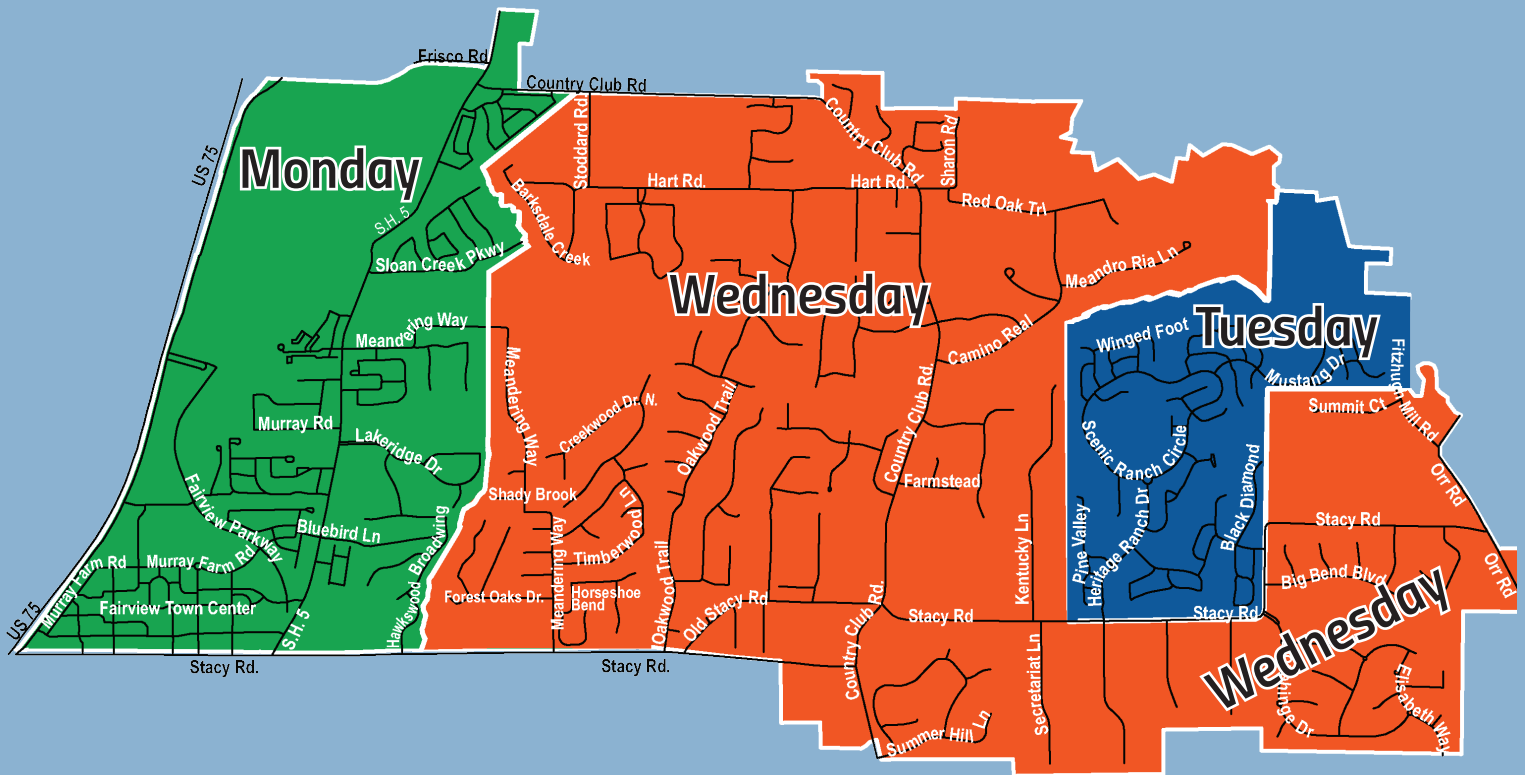 Frisco Rd
Country Club Rd
US 75
Monday
S.H. 5
Sloan Creek Pkwy
Meandering Way
Murray Rd
Lakeridge Dr
Fairview Parkway
Bluebird Ln
Murray Farm Rd
Murray Farm Rd
Fairview Town Center
US 75
S.H. 5
Hawkswood
Broadwing
Stacy Rd.
Stoddard Rd.
Barksdale Creek
Hart Rd.
Hart Rd.
Country Club Rd
Sharon Rd
Red Oak Trl
Meandro Ria Ln
Wednesday
Camino Real
Meandering Way
Creekwood Dr. N.
Oakwood Trail
Country Club Rd.
Farmstead
Shady Brook
Timberwood Ln
Meandering Way
Forest Oaks Dr.
Horseshoe
Bend
Oakwood Trail
Old Stacy Rd
Stacy Rd.
Country Club Rd.
Stacy Rd
Kentucky Ln
Secretariat Ln
Summer Hill Ln
Tuesday
Winged Foot
Mustang Dr
Fitzhugh Mill Rd
Scenic Ranch Circle
Black Diamond
Pine Valley
Heritage Ranch Dr
Stacy Rd
Summit Ct
Orr Rd
Stacy Rd
Orr Rd
Big Bend Blvd
Wednesday
Dr
Elisabeth Way